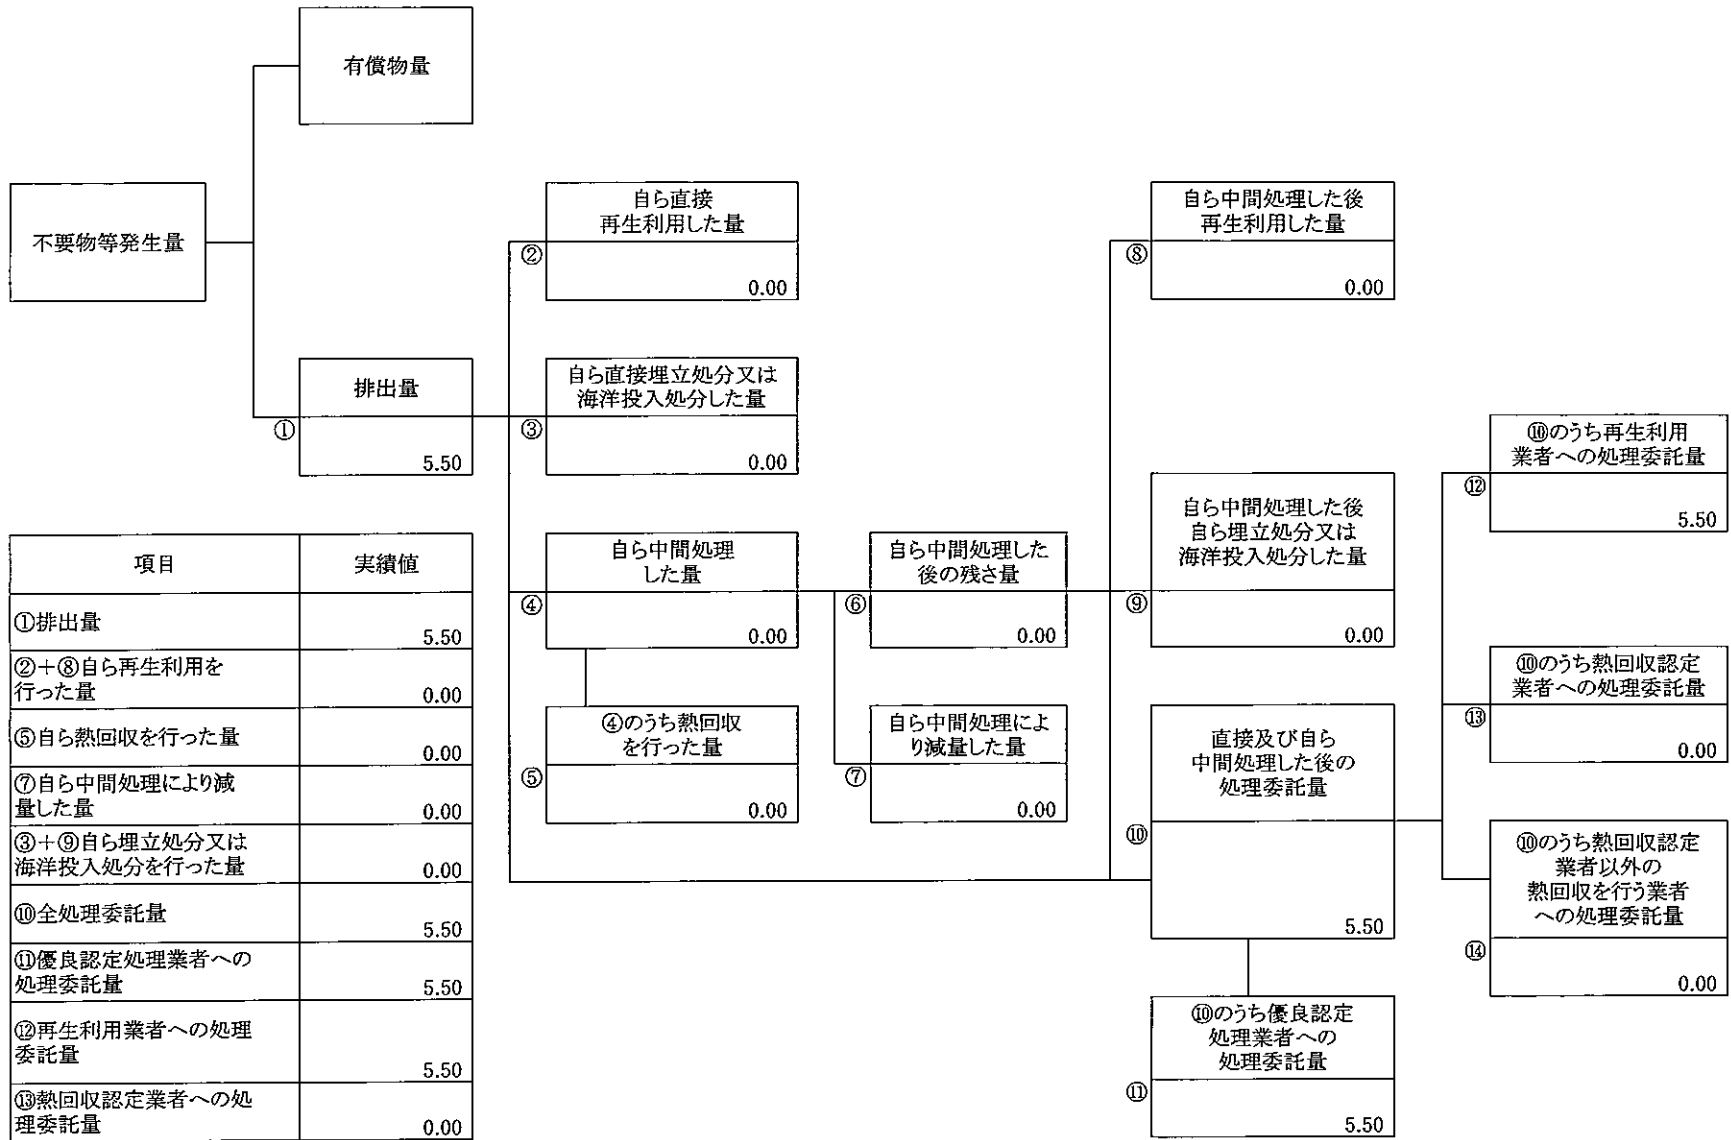 有償物量
不要物等発生量
自ら直接
再生利用した量
②
0.00
自ら中間処理した後
再生利用した量
⑧
0.00
排出量
①
5.50
自ら直接埋立処分又は
海洋投入処分した量
③
0.00
⑩のうち再生利用
業者への処理委託量
⑫
5.50
自ら中間処理
した量
④
0.00
自ら中間処理した
後の残さ量
⑥
0.00
自ら中間処理した後
自ら埋立処分又は
海洋投入処分した量
⑨
0.00
⑩のうち熱回収認定
業者への処理委託量
⑬
0.00
④のうち熱回収
を行った量
⑤
0.00
自ら中間処理によ
り減量した量
⑦
0.00
直接及び自ら
中間処理した後の
処理委託量
⑩
5.50
⑩のうち熱回収認定
業者以外の
熱回収を行う業者
への処理委託量
⑭
0.00
⑩のうち優良認定
処理業者への
処理委託量
⑪
5.50
項目 実績値
①排出量 5.50
②+⑧自ら再生利用を
行った量 0.00
⑤自ら熱回収を行った量 0.00
⑦自ら中間処理により減
量した量 0.00
③+⑨自ら埋立処分又は
海洋投入処分を行った量 0.00
⑩全処理委託量 5.50
⑪優良認定処理業者への
処理委託量 5.50
⑫再生利用業者への処理
委託量 5.50
⑬熱回収認定業者への処
理委託量 0.00